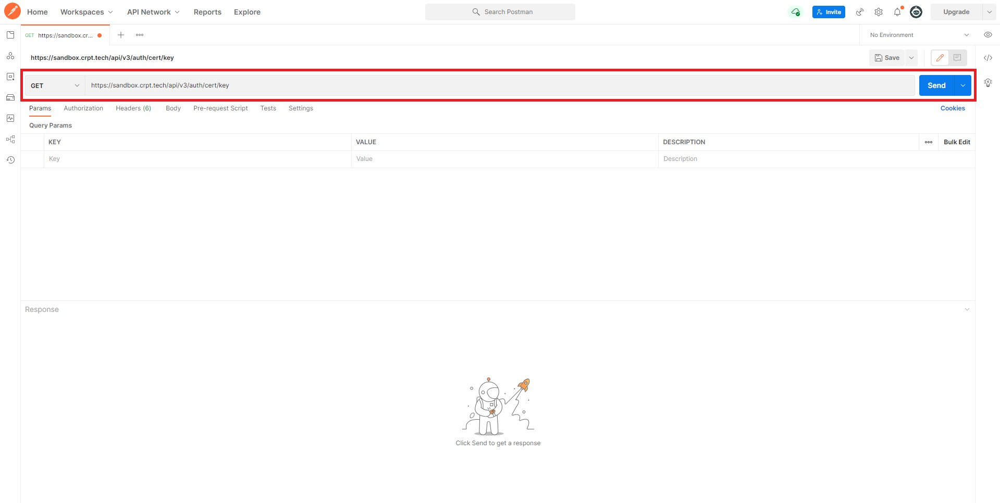 Home Workspaces API Network Reports Explore Search Postman Invite Upgrade
GET https://sandbox.cr... No Environment
https://sandbox.crpt.tech/api/v3/auth/cert/key Save
GET https://sandbox.crpt.tech/api/v3/auth/cert/key Send
Params Authorization Headers (6) Body Pre-request Script Tests Settings Cookies
Query Params
KEY VALUE DESCRIPTION Bulk Edit
Key Value Description
Response
Click Send to get a response